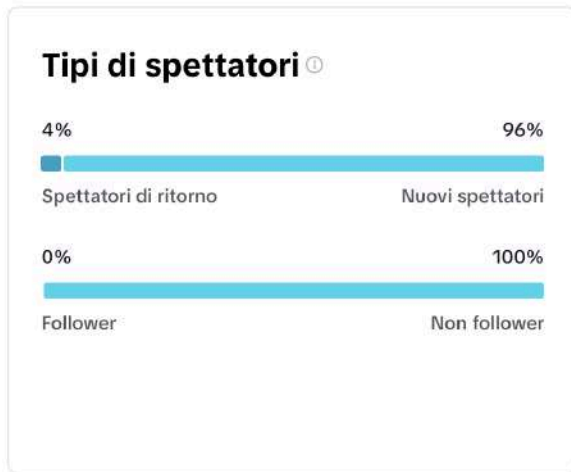 Tipi di spettatori
4% 96%
Spettatori di ritorno Nuovi spettatori
0% 100%
Follower Non follower